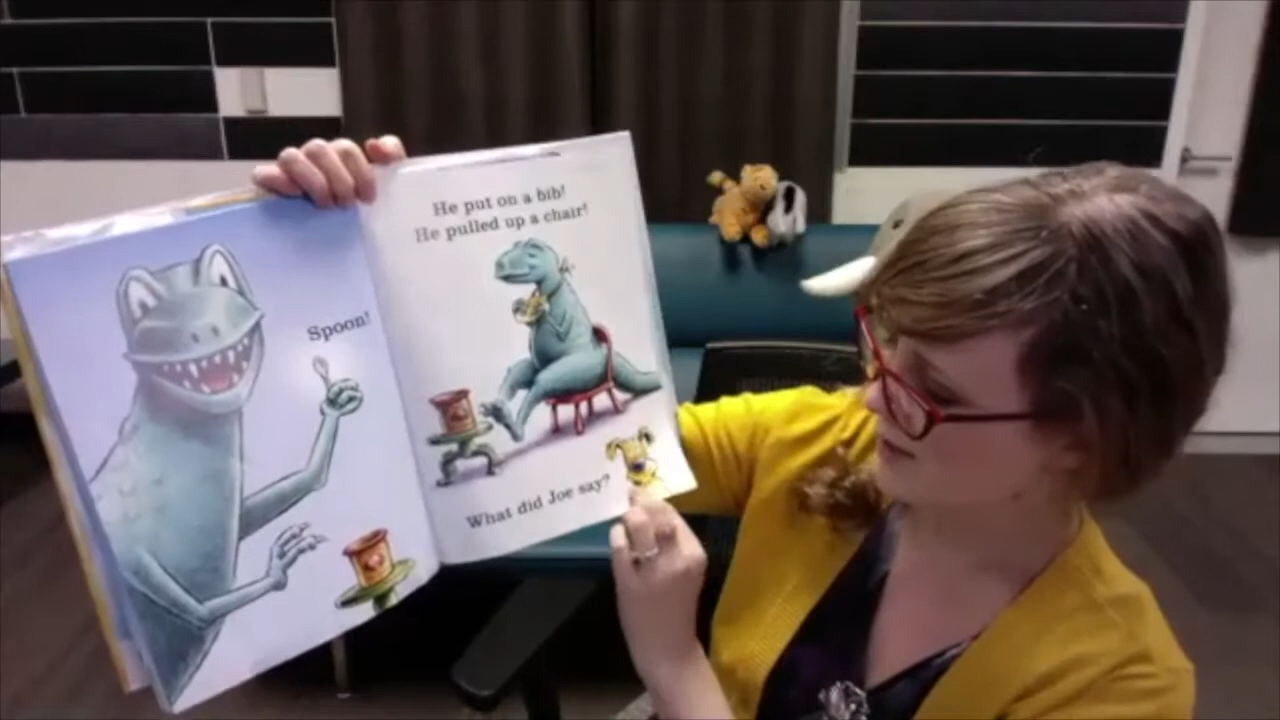 Spoon!
He put on a bib!
He pulled up a chair!
What did Joe say?